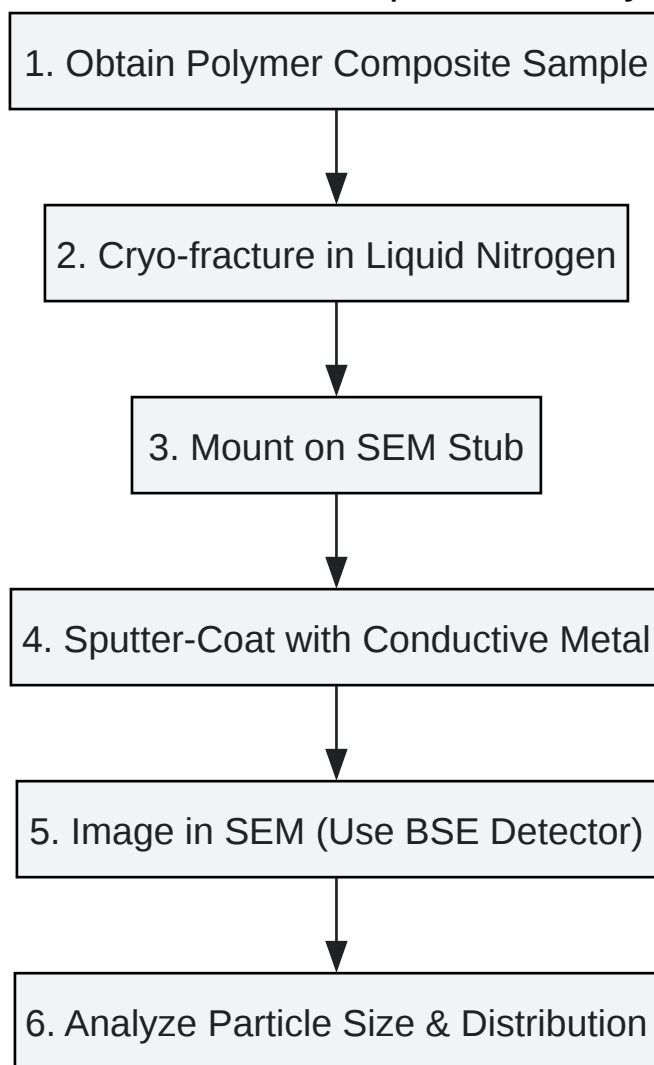 1. Obtain Polymer Composite Sample
2. Cryo-fracture in Liquid Nitrogen
3. Mount on SEM Stub
4. Sputter-Coat with Conductive Metal
5. Image in SEM (Use BSE Detector)
6. Analyze Particle Size & Distribution